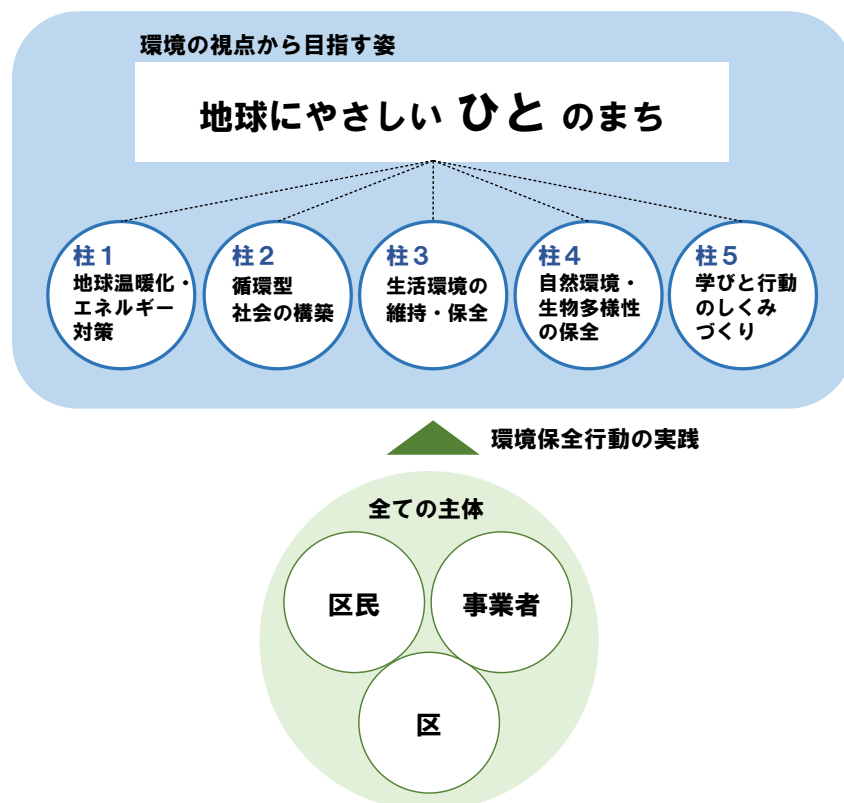 環境の視点から目指す姿
地球にやさしい ひと のまち
柱1
地球温暖化・
エネルギー
対策
柱2
循環型
社会の構築
柱3
生活環境の
維持・保全
柱4
自然環境・
生物多様性
の保全
柱5
学びと行動
のしくみ
づくり
環境保全行動の実践
全ての主体
区民
事業者
区